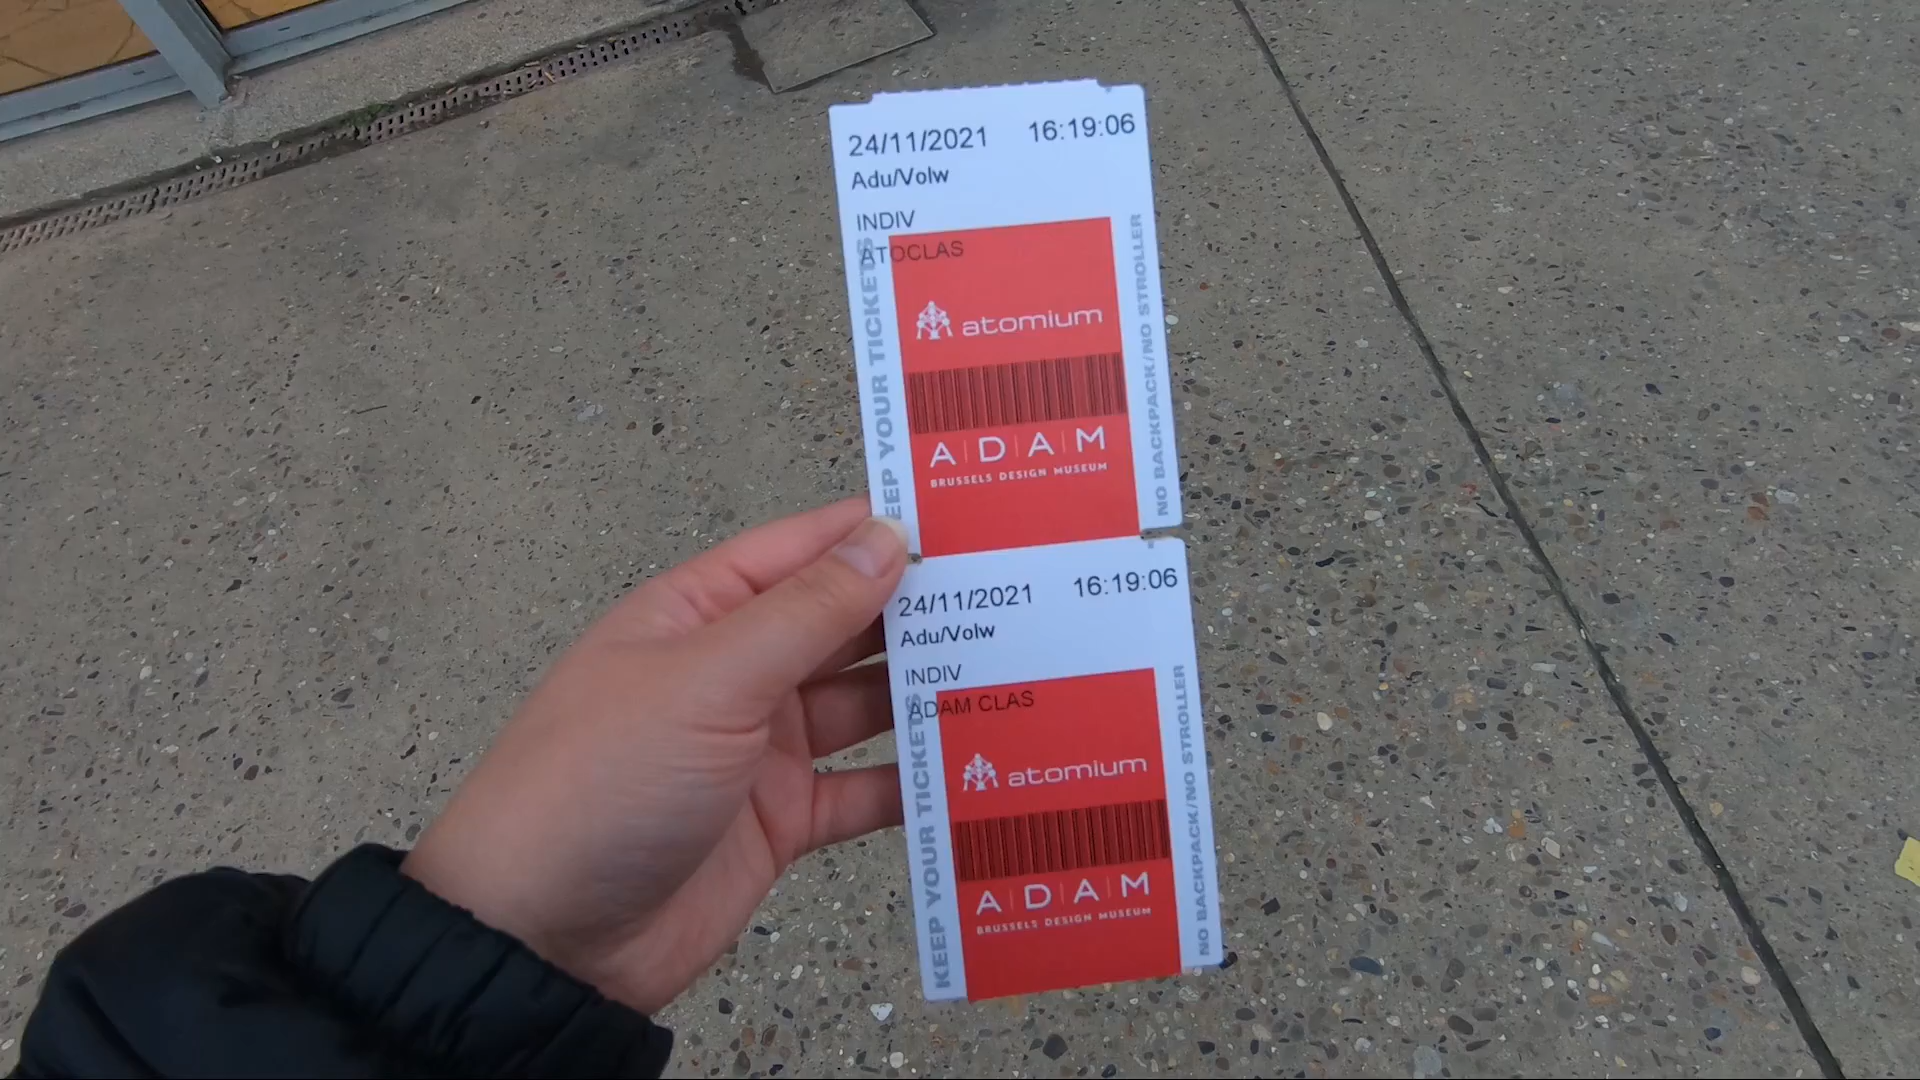 24/11/2021 16:19:06
Adu/Volw
INDIV
ATOCLAS
KEEP YOUR TICKETS
atomium
A|D|A|M
BRUSSELS DESIGN MUSEUM
NO BACKPACK/NO STROLLER
24/11/2021 16:19:06
Adu/Volw
INDIV
ADAM CLAS
KEEP YOUR TICKETS
atomium
A|D|A|M
BRUSSELS DESIGN MUSEUM
NO BACKPACK/NO STROLLER